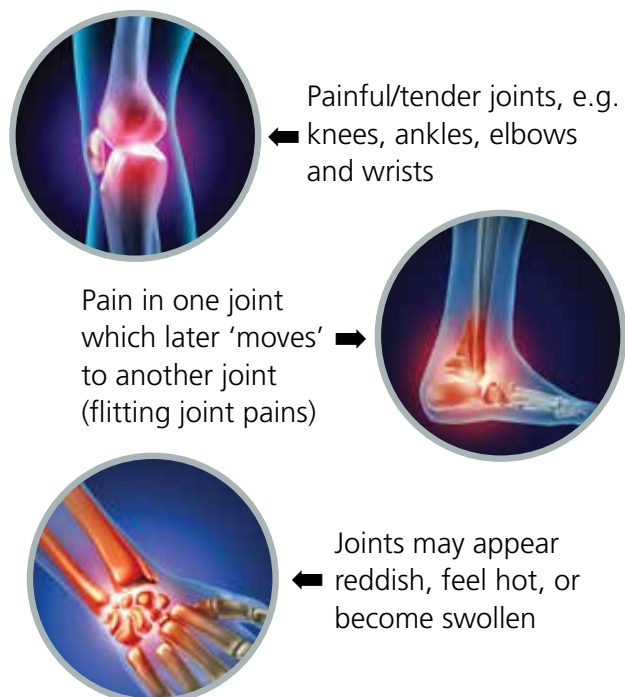 Painful/tender joints, e.g.
knees, ankles, elbows
and wrists
Pain in one joint
which later ‘moves’
to another joint
(flitting joint pains)
Joints may appear
reddish, feel hot, or
become swollen